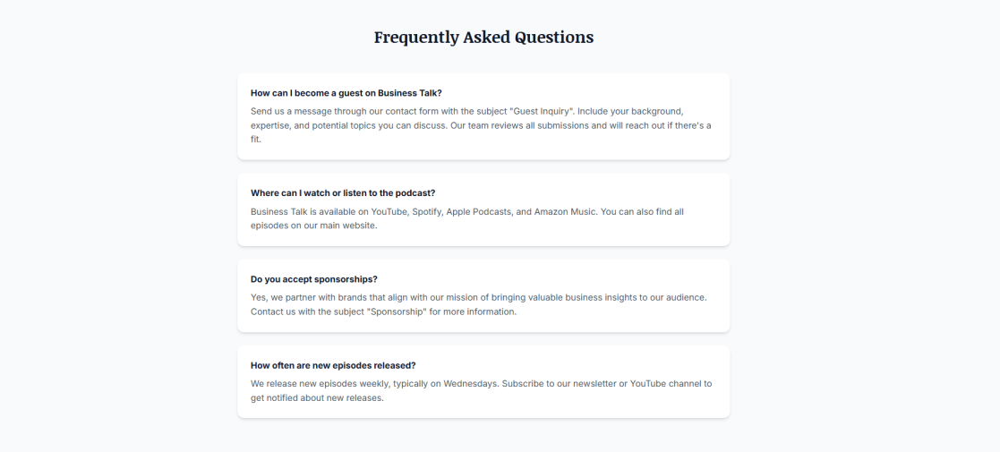 Frequently Asked Questions
How can I become a guest on Business Talk?
Send us a message through our contact form with the subject "Guest Inquiry". Include your background,
expertise, and potential topics you can discuss. Our team reviews all submissions and will reach out if there's a
fit.
Where can I watch or listen to the podcast?
Business Talk is available on YouTube, Spotify, Apple Podcasts, and Amazon Music. You can also find all
episodes on our main website.
Do you accept sponsorships?
Yes, we partner with brands that align with our mission of bringing valuable business insights to our audience.
Contact us with the subject "Sponsorship" for more information.
How often are new episodes released?
We release new episodes weekly, typically on Wednesdays. Subscribe to our newsletter or YouTube channel to
get notified about new releases.